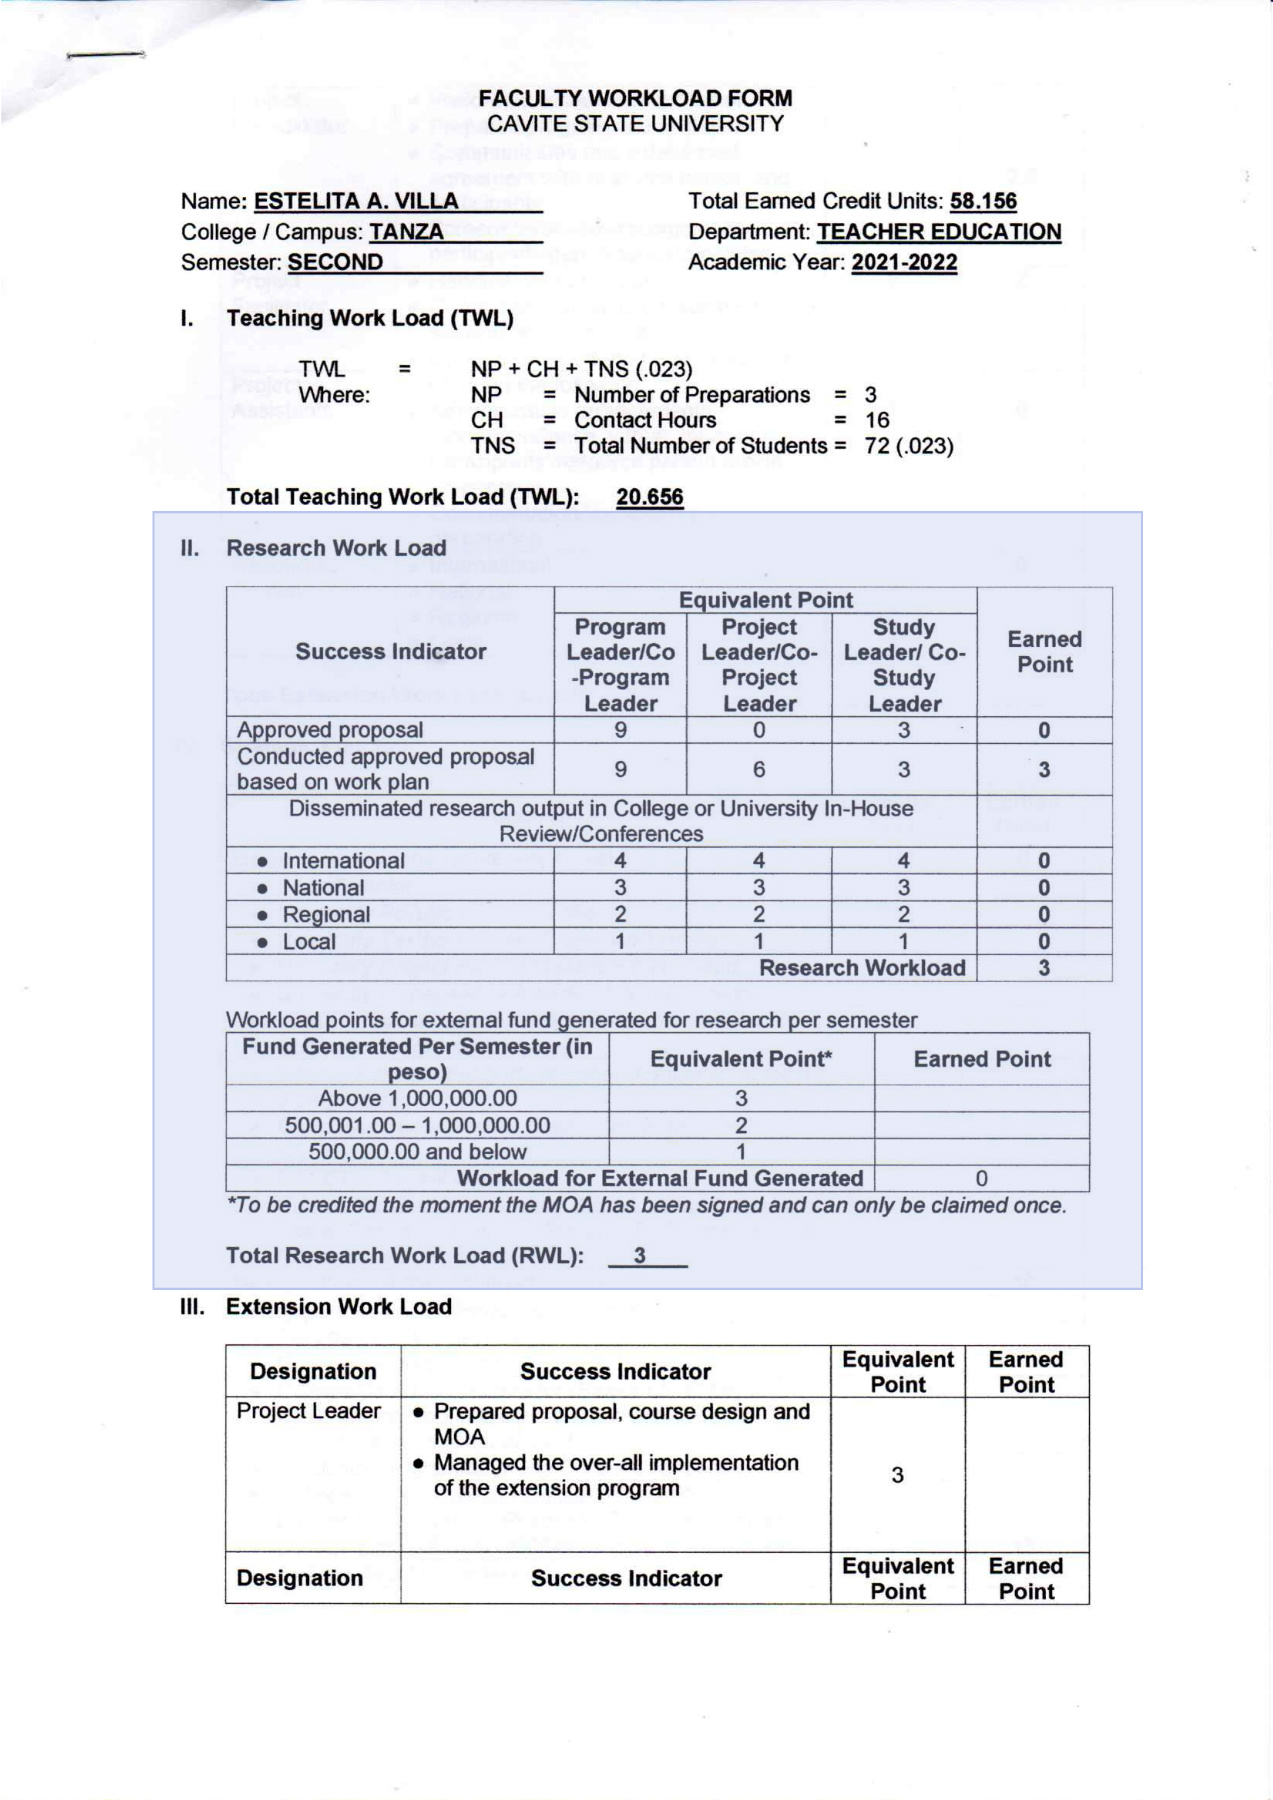 FACULTY WORKLOAD FORM
CAVITE STATE UNIVERSITY
Name: ESTELITA A. VILLA Total Earned Credit Units: 58.156
College / Campus: TANZA Department: TEACHER EDUCATION
Semester: SECOND Academic Year: 2021-2022
I. Teaching Work Load (TWL)
TWL = NP + CH + TNS (.023)
Where: NP = Number of Preparations = 3
CH = Contact Hours = 16
TNS = Total Number of Students = 72 (.023)
Total Teaching Work Load (TWL): 20.656
II. Research Work Load
Success Indicator Equivalent Point Earned Point
Program Leader/Co-Program Leader Project Leader/Co-Project Leader Study Leader/ Co-Study Leader
Approved proposal 9 0 3 0
Conducted approved proposal based on work plan 9 6 3 3
Disseminated research output in College or University In-House
Review/Conferences
• International 4 4 4 0
• National 3 3 3 0
• Regional 2 2 2 0
• Local 1 1 1 0
Research Workload 3
Workload points for external fund generated for research per semester
Fund Generated Per Semester (in peso) Equivalent Point* Earned Point
Above 1,000,000.00 3
500,001.00 – 1,000,000.00 2
500,000.00 and below 1
Workload for External Fund Generated 0
*To be credited the moment the MOA has been signed and can only be claimed once.
Total Research Work Load (RWL): 3
III. Extension Work Load
Designation Success Indicator Equivalent Point Earned Point
Project Leader • Prepared proposal, course design and
MOA
• Managed the over-all implementation
of the extension program
3
Designation Success Indicator Equivalent Point Earned Point